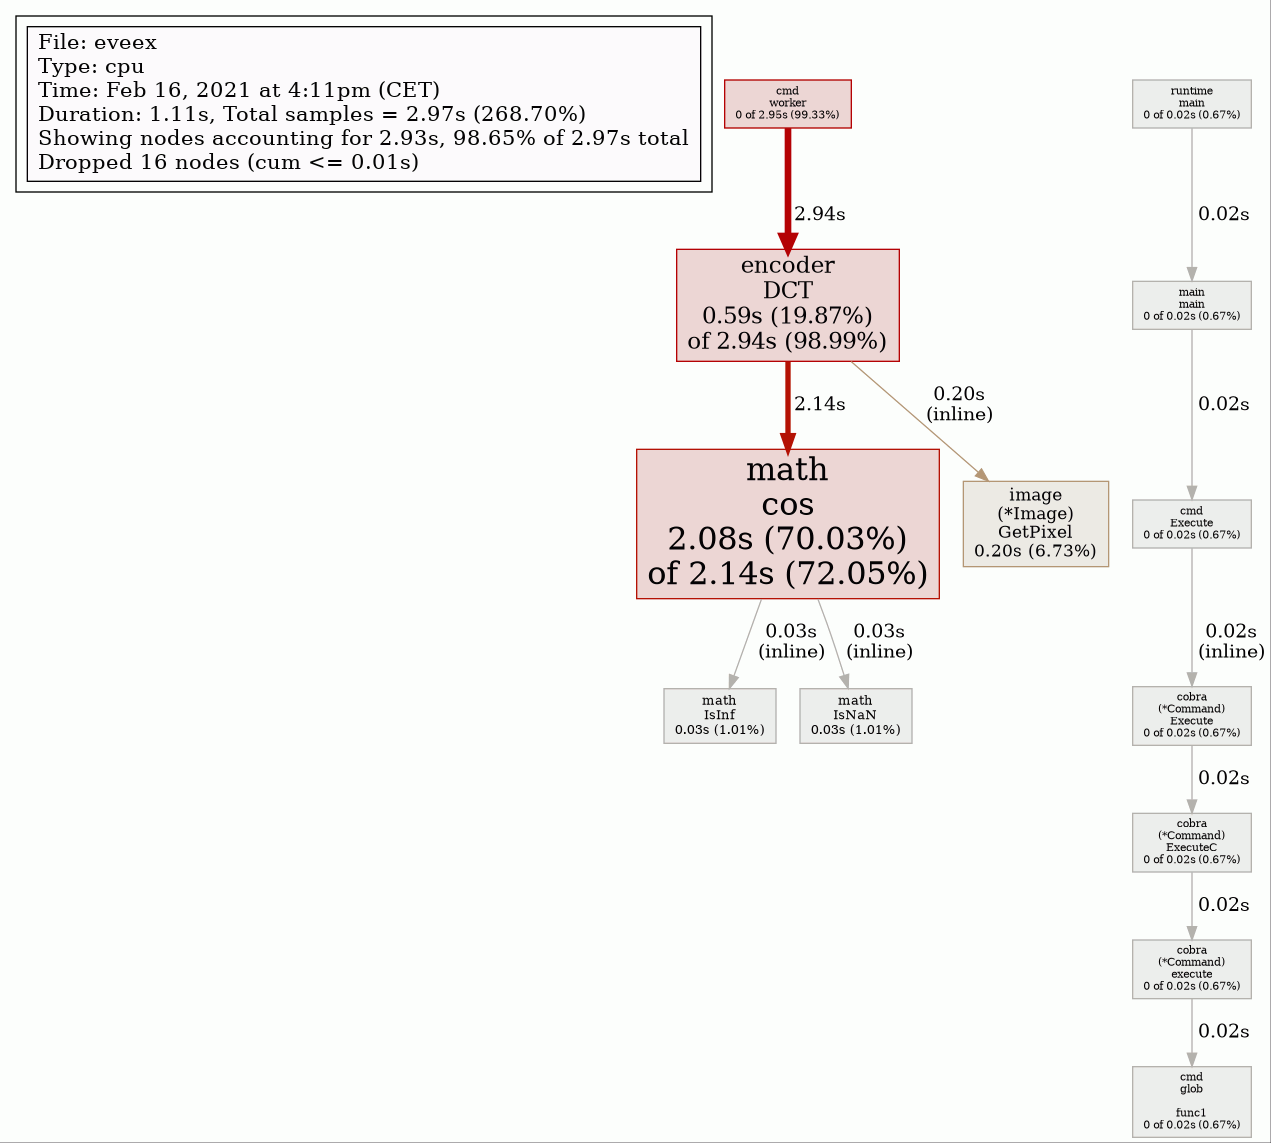 File: eveex
Type: cpu
Time: Feb 16, 2021 at 4:11pm (CET)
Duration: 1.11s, Total samples = 2.97s (268.70%)
Showing nodes accounting for 2.93s, 98.65% of 2.97s total
Dropped 16 nodes (cum <= 0.01s)
cmd
worker
0 of 2.95s (99.33%)
2.94s
encoder
DCT
0.59s (19.87%)
of 2.94s (98.99%)
2.14s
0.20s
(inline)
math
cos
2.08s (70.03%)
of 2.14s (72.05%)
image
(*Image)
GetPixel
0.20s (6.73%)
0.03s
(inline)
0.03s
(inline)
math
IsInf
0.03s (1.01%)
math
IsNaN
0.03s (1.01%)
runtime
main
0 of 0.02s (0.67%)
0.02s
main
main
0 of 0.02s (0.67%)
0.02s
cmd
Execute
0 of 0.02s (0.67%)
0.02s
(inline)
cobra
(*Command)
Execute
0 of 0.02s (0.67%)
0.02s
cobra
(*Command)
ExecuteC
0 of 0.02s (0.67%)
0.02s
cobra
(*Command)
execute
0 of 0.02s (0.67%)
0.02s
cmd
glob
func1
0 of 0.02s (0.67%)